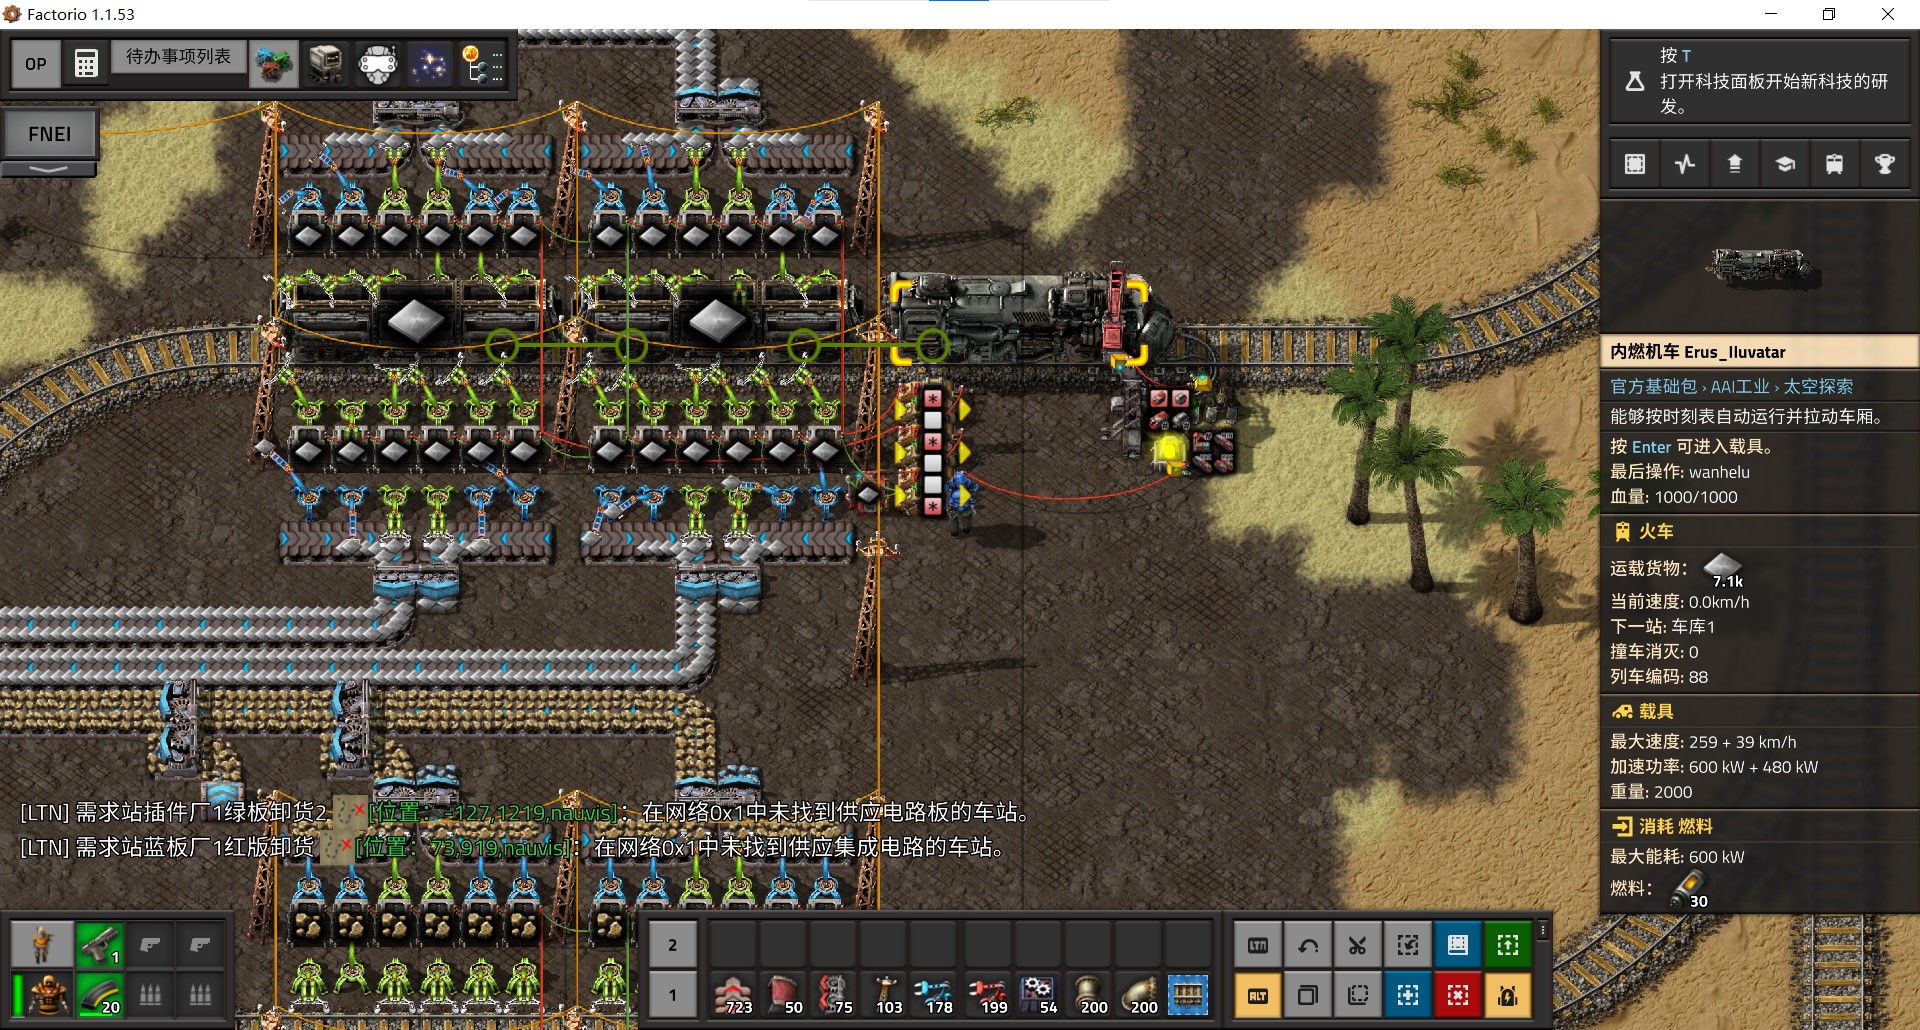 Factorio 1.1.53
OP
待办事项列表
FNEI
按 T
打开科技面板开始新科技的研
发。
内燃机车 Erus_Iluvatar
官方基础包 › AAI工业 › 太空探索
能够按时刻表自动运行并拉动车厢。
按 Enter 可进入载具。
最后操作: wanhelu
血量: 1000/1000
火车
运载货物:
7.1k
当前速度: 0.0km/h
下一站: 车库1
撞车消灭: 0
列车编码: 88
载具
最大速度: 259 + 39 km/h
加速功率: 600 kW + 480 kW
重量: 2000
消耗 燃料
最大能耗: 600 kW
燃料:
30
[LTN] 需求站插件厂1绿板卸货2 [位置: -127,1219,nauvis]: 在网络0x1中未找到供应电路板的车站。
[LTN] 需求站蓝板厂1红版卸货 [位置: 73,919,nauvis]: 在网络0x1中未找到供应集成电路的车站。
1
20
2
1
723
50
75
103
178
199
54
200
200
LTN
ALT